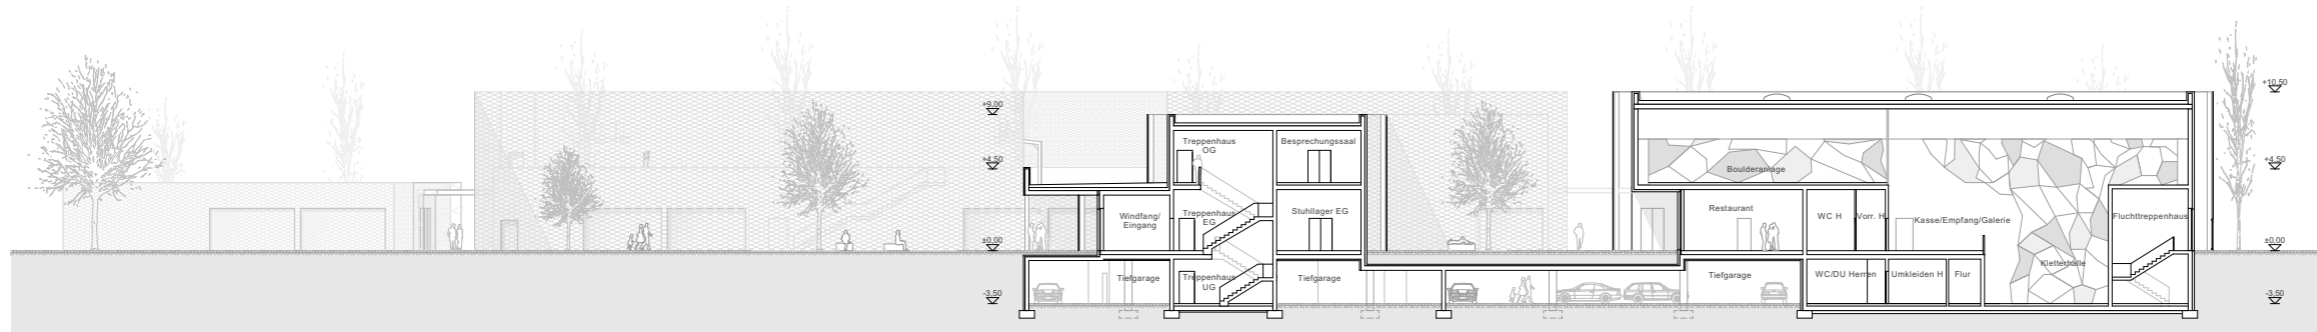 +10.50
+9.00
Treppenhaus
OG
Besprechungssaal
+4.50
+4.50
Boulderanlage
Windfang/
Eingang
Treppenhaus
EG
Stuhllager EG
Restaurant
WC H
Vorr. H
Kasse/Empfang/Galerie
Fluchttreppenhaus
±0.00
±0.00
Kletterhalle
Tiefgarage
Treppenhaus
UG
Tiefgarage
Tiefgarage
WC/DU Herren
Umkleiden H
Flur
-3.50
-3.50